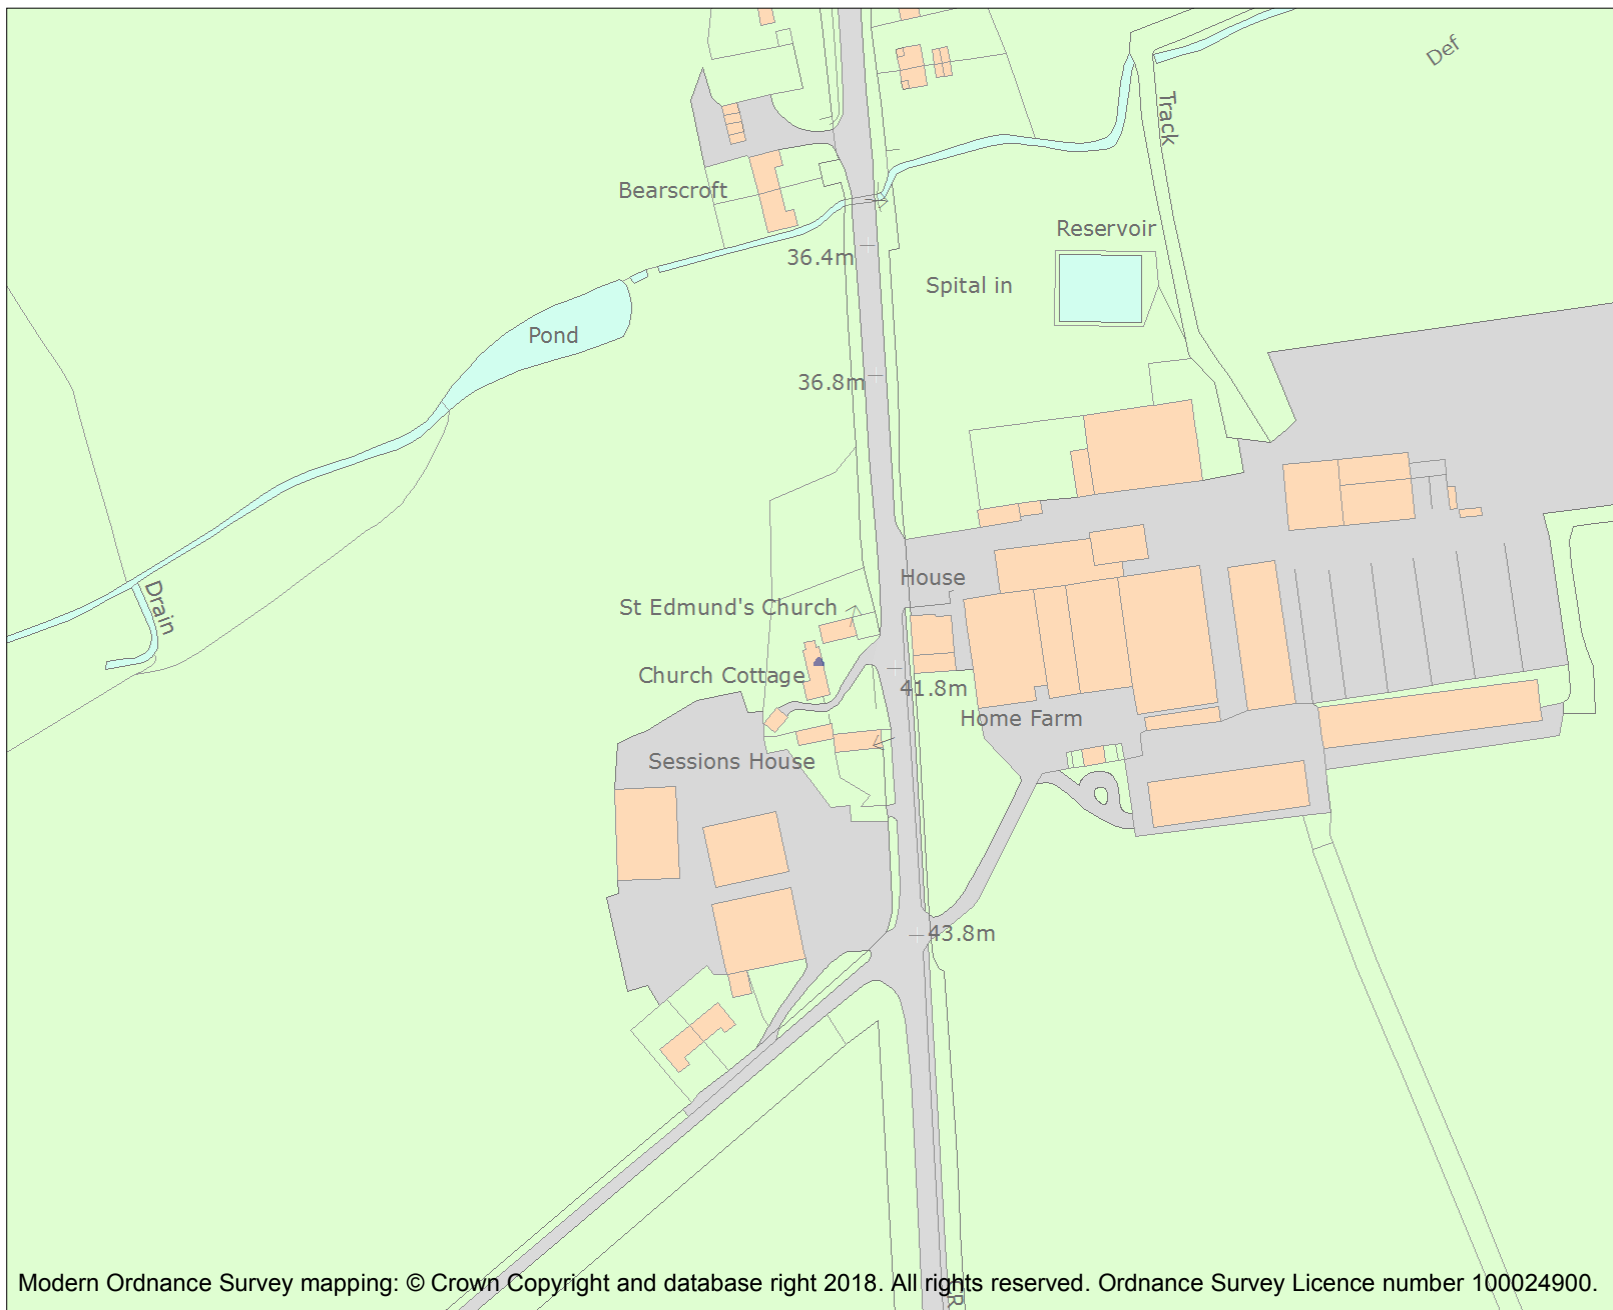 Def
Track
Bearscroft
Reservoir
36.4m
Spital in
Pond
36.8m
House
Drain
St Edmund's Church
Church Cottage
41.8m
Home Farm
Sessions House
43.8m
Modern Ordnance Survey mapping: © Crown Copyright and database right 2018. All rights reserved. Ordnance Survey Licence number 100024900.